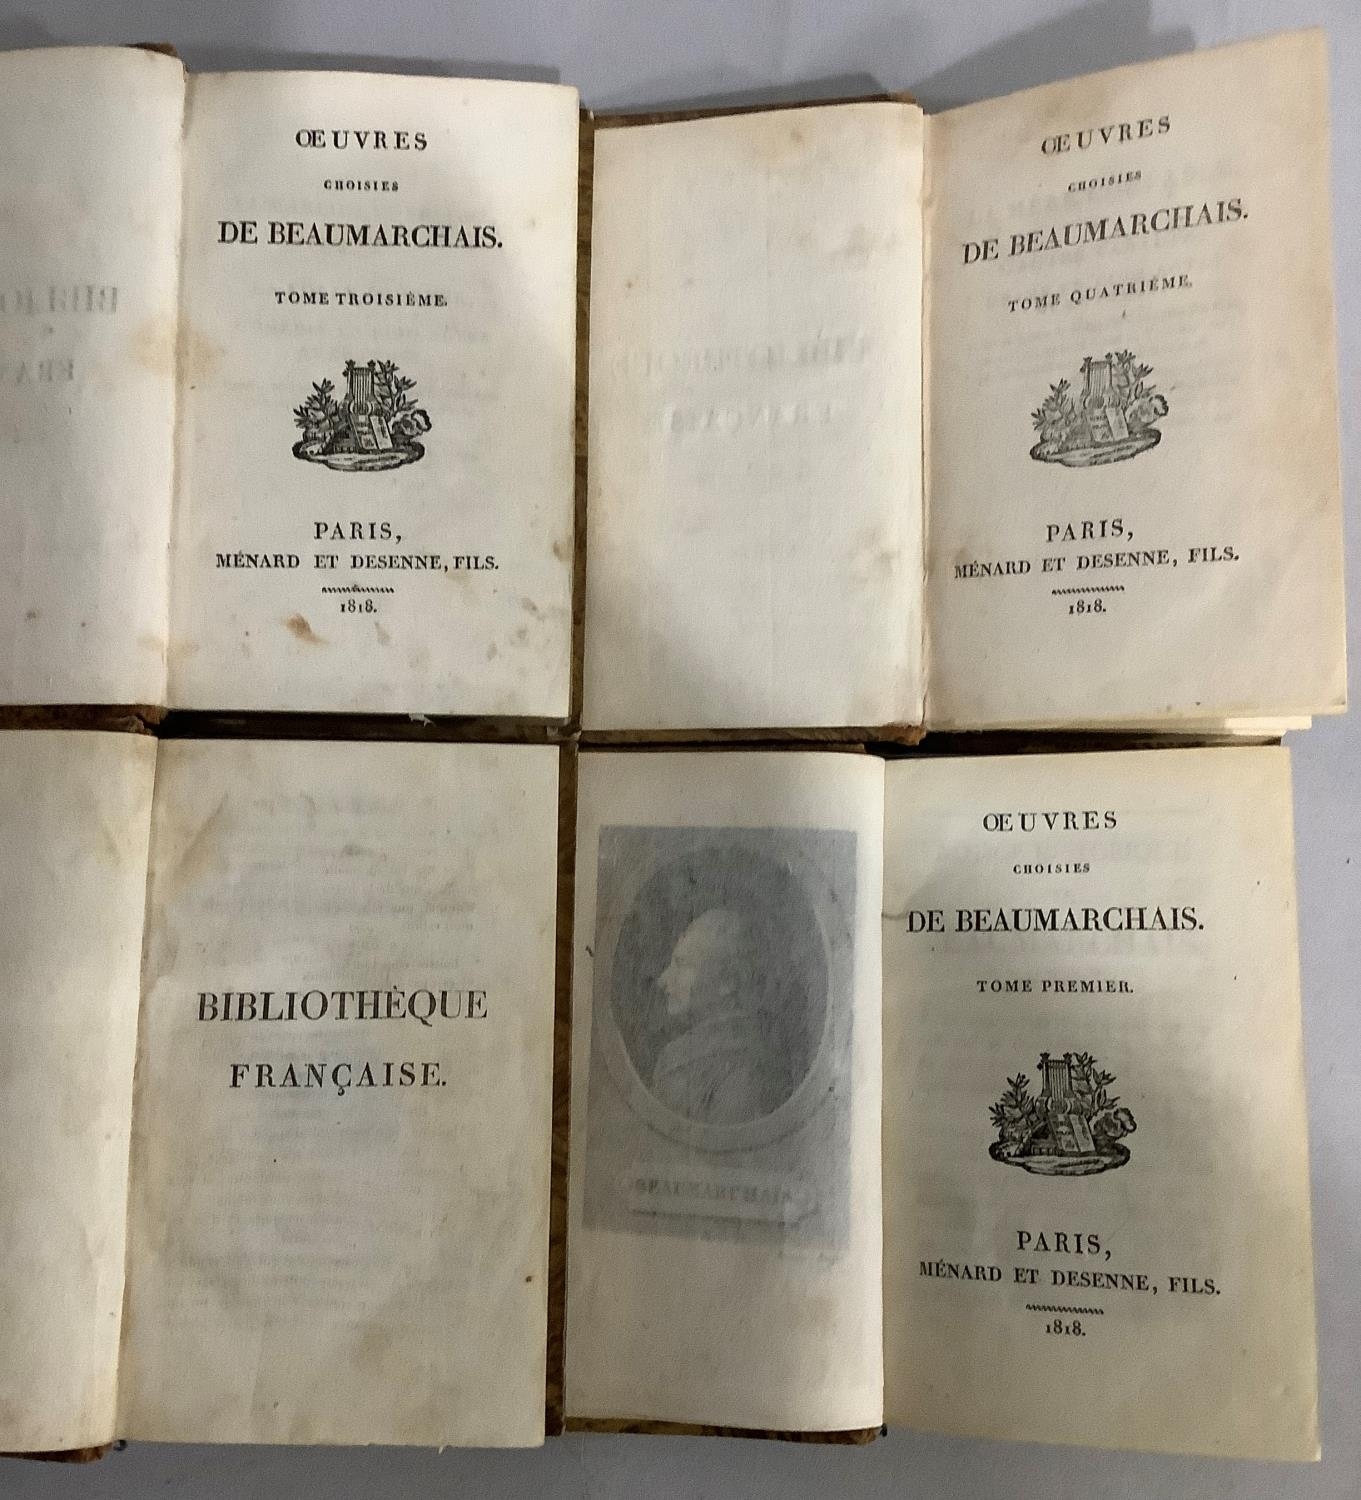 ŒUVRES
CHOISIES
DE BEAUMARCHAIS.
TOME TROISIÈME.
PARIS,
MÉNARD ET DESENNE, FILS.
1818.
ŒUVRES
CHOISIES
DE BEAUMARCHAIS.
TOME QUATRIÈME.
PARIS,
MÉNARD ET DESENNE, FILS.
1818.
BIBLIOTHÈQUE
FRANÇAISE.
BEAUMARCHAIS
ŒUVRES
CHOISIES
DE BEAUMARCHAIS.
TOME PREMIER.
PARIS,
MÉNARD ET DESENNE, FILS.
1818.